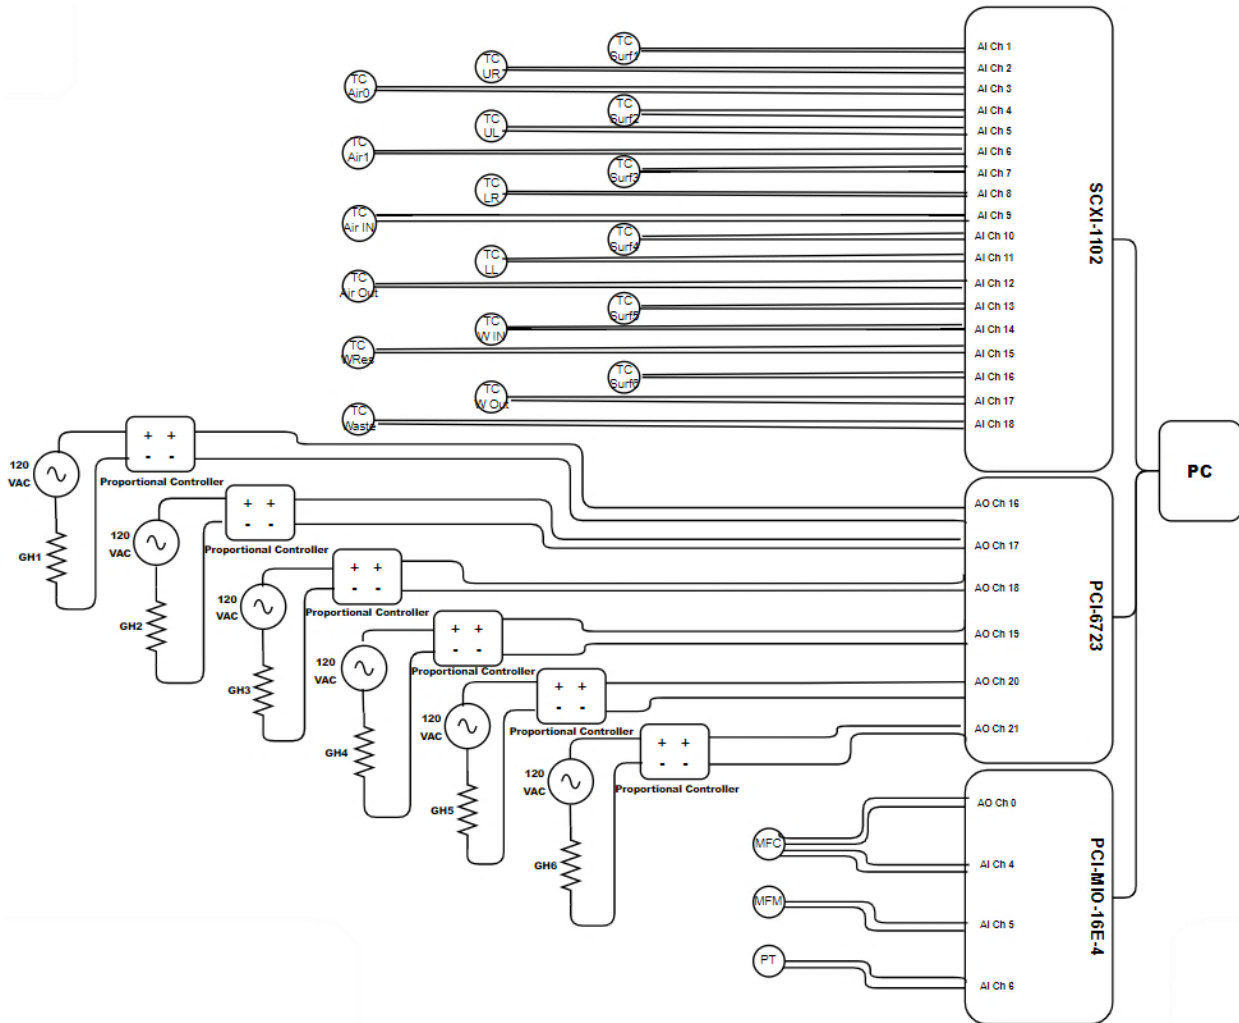 TC
Surf1
AI Ch 1
TC
UR
AI Ch 2
TC
Air0
AI Ch 3
TC
Surf2
AI Ch 4
TC
UL
AI Ch 5
TC
Air1
AI Ch 6
TC
Surf3
AI Ch 7
TC
LR
AI Ch 8
TC
Air IN
AI Ch 9
TC
Surf4
AI Ch 10
TC
LL
AI Ch 11
TC
Air Out
AI Ch 12
TC
Surf5
AI Ch 13
TC
W IN
AI Ch 14
TC
WRes
AI Ch 15
TC
Surf6
AI Ch 16
TC
W Out
AI Ch 17
TC
Waste
AI Ch 18
SCXI-1102
PC
120
VAC
+ +
- -
Proportional Controller
GH1
AO Ch 16
120
VAC
+ +
- -
Proportional Controller
GH2
AO Ch 17
120
VAC
+ +
- -
Proportional Controller
GH3
AO Ch 18
120
VAC
+ +
- -
Proportional Controller
GH4
AO Ch 19
120
VAC
+ +
- -
Proportional Controller
GH5
AO Ch 20
120
VAC
+ +
- -
Proportional Controller
GH6
AO Ch 21
PCI-6723
MFC
AO Ch 0
AI Ch 4
MFM
AI Ch 5
PT
AI Ch 6
PCI-MIO-16E-4